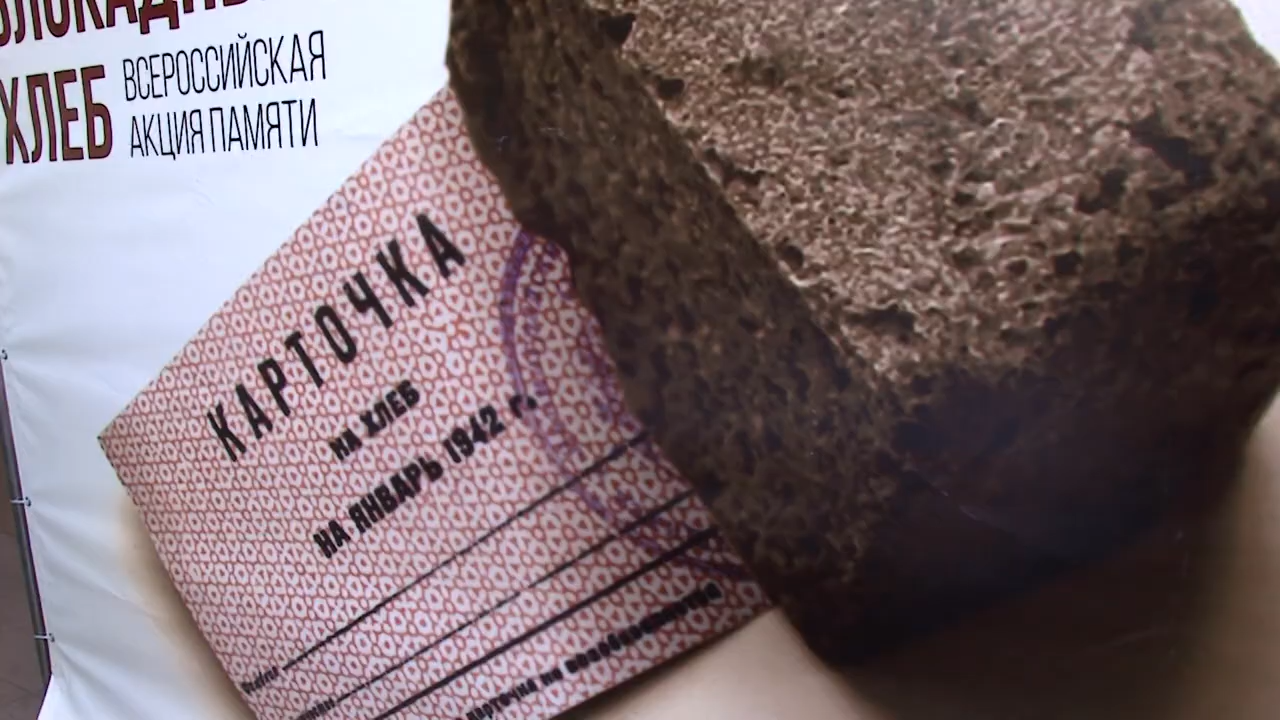 ХЛЕБ
ВСЕРОССИЙСКАЯ
АКЦИЯ ПАМЯТИ
КАРТОЧКА
НА ХЛЕБ
НА ЯНВАРЬ 1942 г.